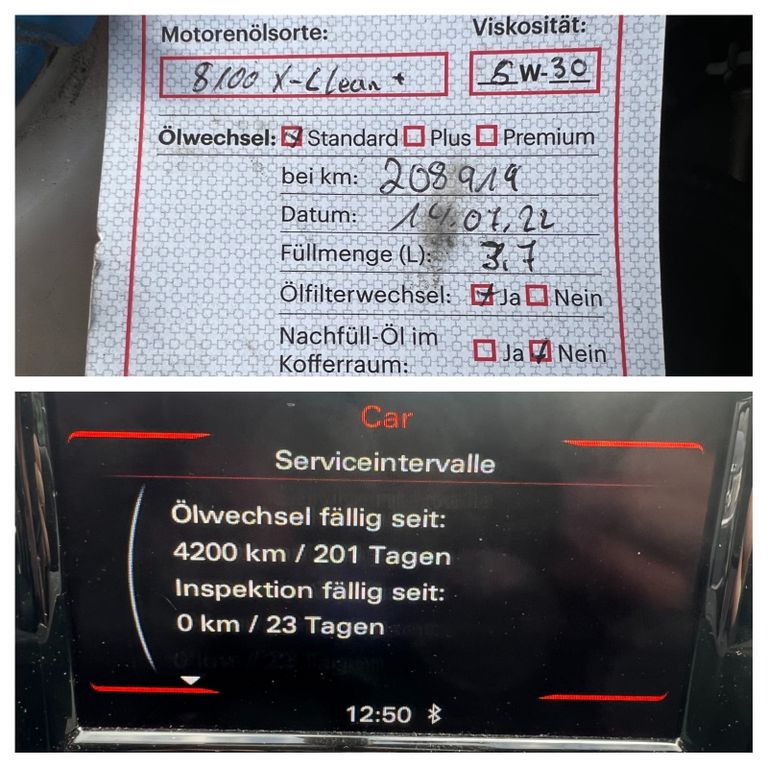 Motorenölsorte:
Viskosität:
8100 X-Clean +
5W-30
Ölwechsel: Standard Plus Premium
bei km: 208919
Datum: 14.07.22
Füllmenge (L): 3,7
Ölfilterwechsel: Ja Nein
Nachfüll-Öl im
Kofferraum: Ja Nein
Car
Serviceintervalle
Ölwechsel fällig seit:
4200 km / 201 Tagen
Inspektion fällig seit:
0 km / 23 Tagen
12:50